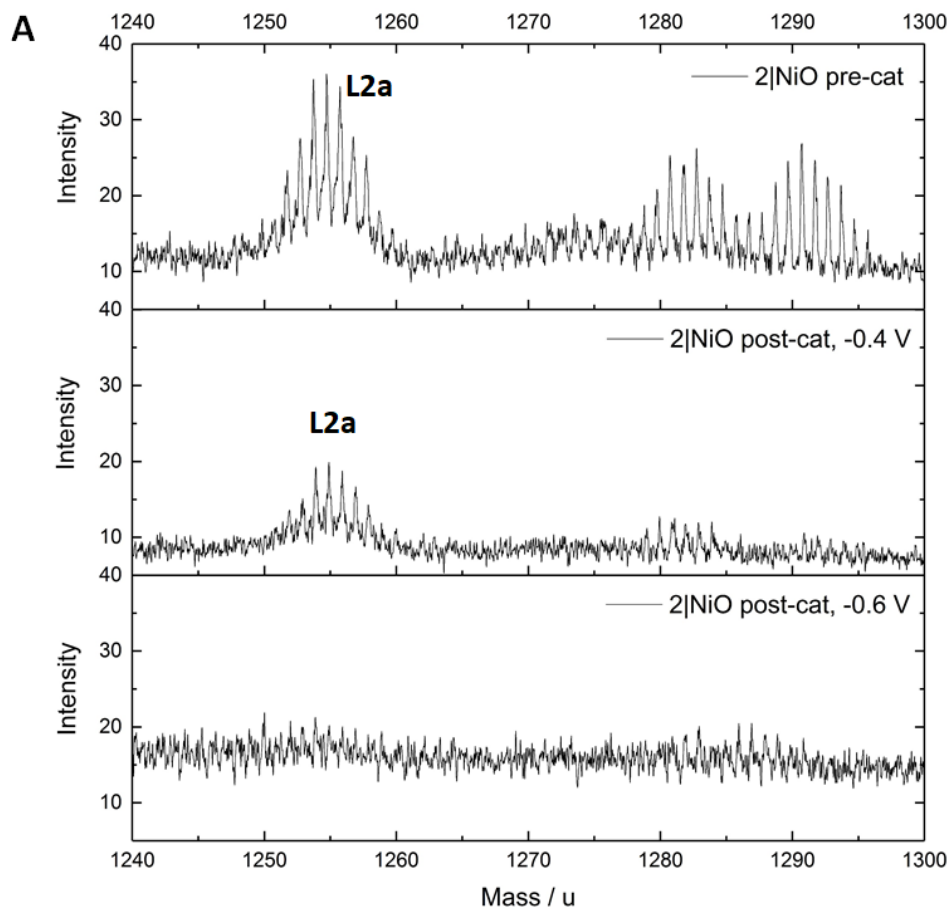 A
1240 1250 1260 1270 1280 1290 1300
40
30
20
10
Intensity
L2a
2|NiO pre-cat
40
30
20
10
Intensity
L2a
2|NiO post-cat, -0.4 V
40
30
20
10
Intensity
2|NiO post-cat, -0.6 V
1240 1250 1260 1270 1280 1290 1300
Mass / u